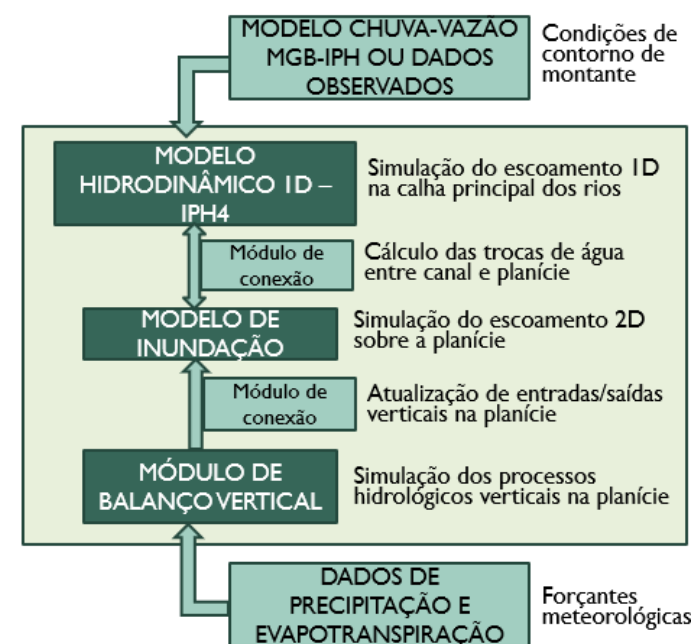 MODELO CHUVA-VAZÃO
MGB-IPH OU DADOS
OBSERVADOS
Condições de
contorno de
montante
MODELO
HIDRODINÂMICO 1D –
IPH4
Simulação do escoamento 1D
na calha principal dos rios
Módulo de
conexão
Cálculo das trocas de água
entre canal e planície
MODELO DE
INUNDAÇÃO
Simulação do escoamento 2D
sobre a planície
Módulo de
conexão
Atualização de entradas/saídas
verticais na planície
MÓDULO DE
BALANÇO VERTICAL
Simulação dos processos
hidrológicos verticais na planície
DADOS DE
PRECIPITAÇÃO E
EVAPOTRANSPIRAÇÃO
Forçantes
meteorológicas